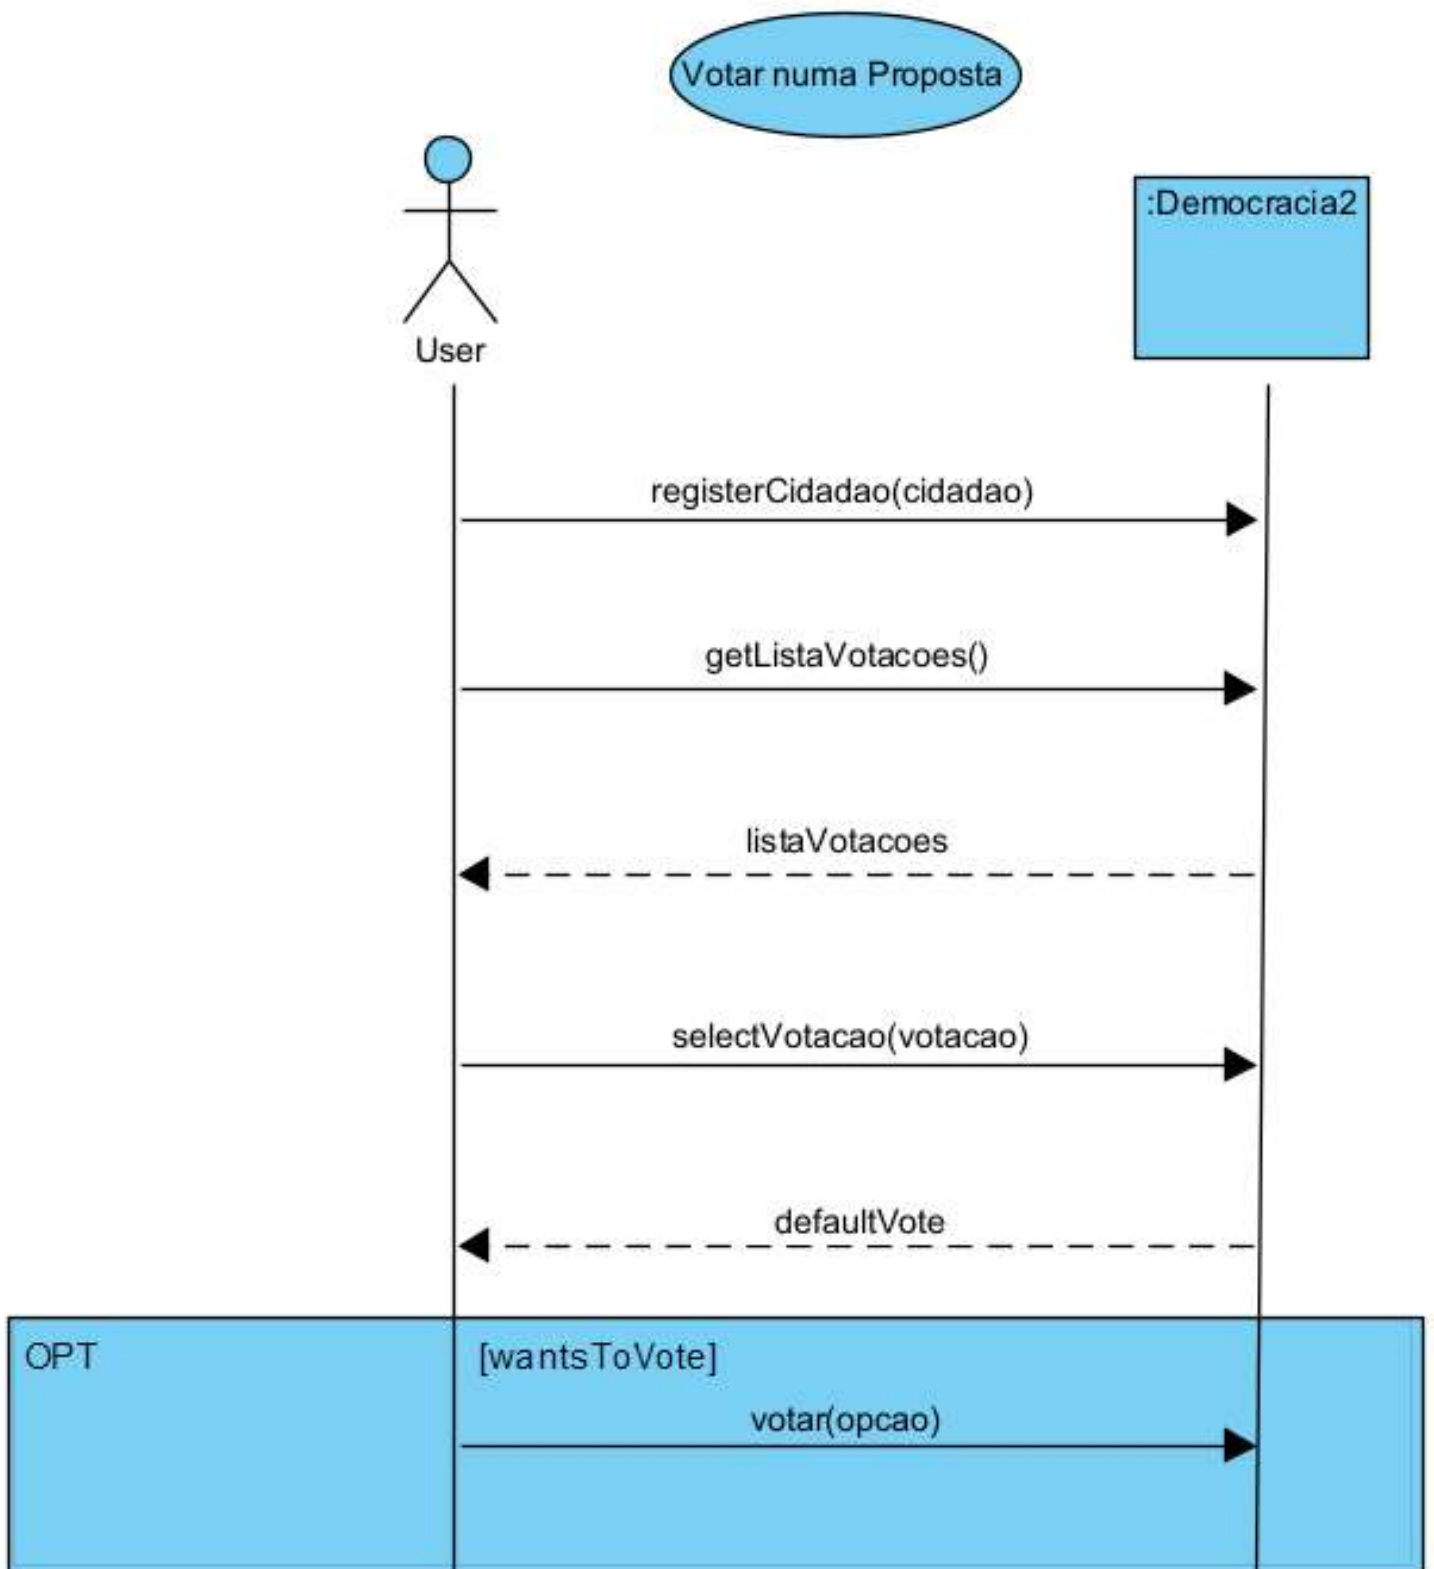 Votar numa Proposta
:Democracia2
User
registerCidadao(cidadao)
getListaVotacoes()
listaVotacoes
selectVotacao(votacao)
defaultVote
OPT
[wantsToVote]
votar(opcao)